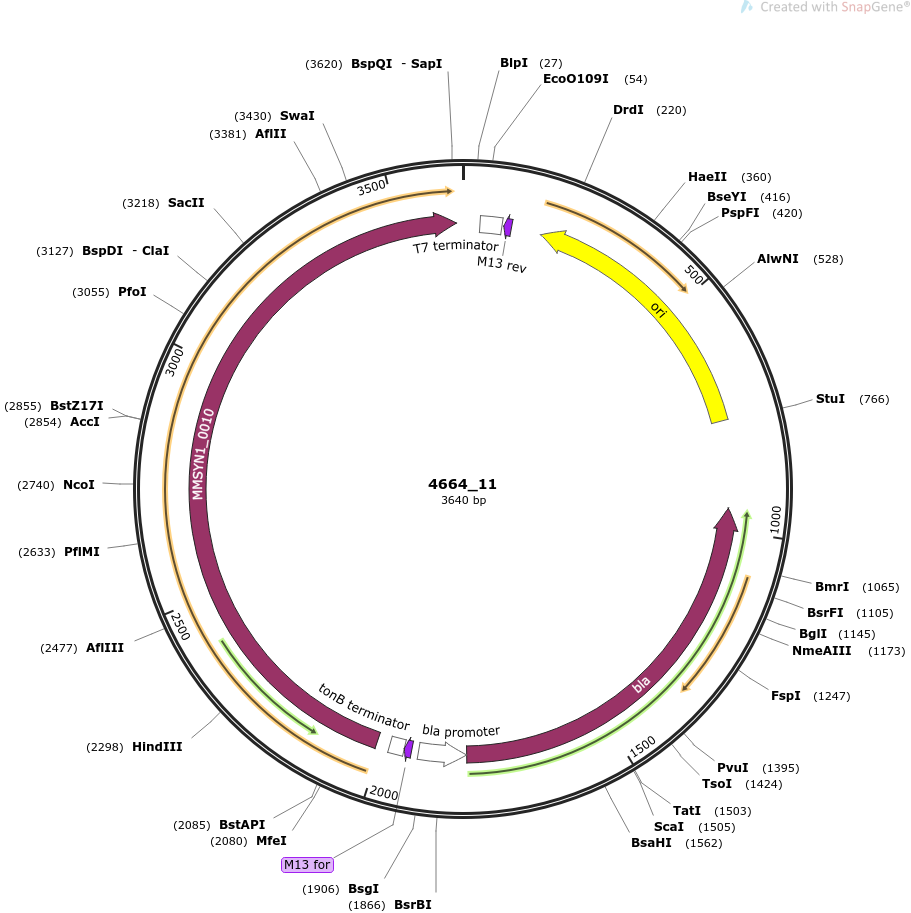 Created with SnapGene®
(3620) BspQI - SapI
BlpI (27)
EcoO109I (54)
DrdI (220)
HaeII (360)
BseYI (416)
PspFI (420)
AlwNI (528)
StuI (766)
BmrI (1065)
BsrFI (1105)
BglI (1145)
NmeAIII (1173)
FspI (1247)
PvuI (1395)
TsoI (1424)
TatI (1503)
ScaI (1505)
BsaHI (1562)
(1866) BsrBI
(1906) BsgI
M13 for
(2080) MfeI
(2085) BstAPI
(2298) HindIII
(2477) AflIII
(2633) PflMI
(2740) NcoI
(2854) AccI
(2855) BstZ17I
(3055) PfoI
(3127) BspDI - ClaI
(3218) SacII
(3381) AflII
(3430) SwaI
500
1000
1500
2000
2500
3000
3500
T7 terminator
M13 rev
ori
bla
bla promoter
tonB terminator
MMSYN1_0010
4664_11
3640 bp